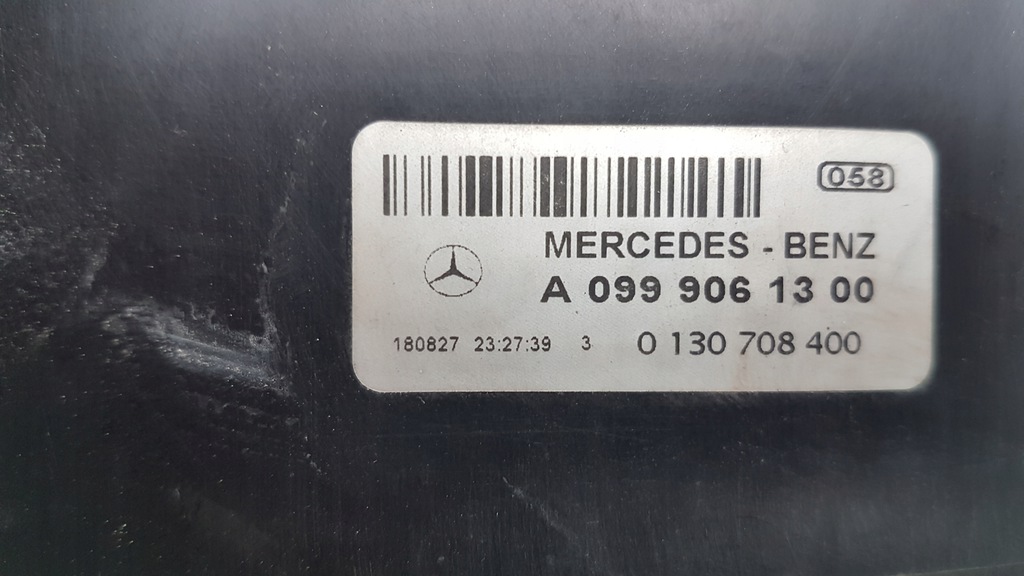 058
MERCEDES - BENZ
A 099 906 13 00
180827 23:27:39 3 0 130 708 400